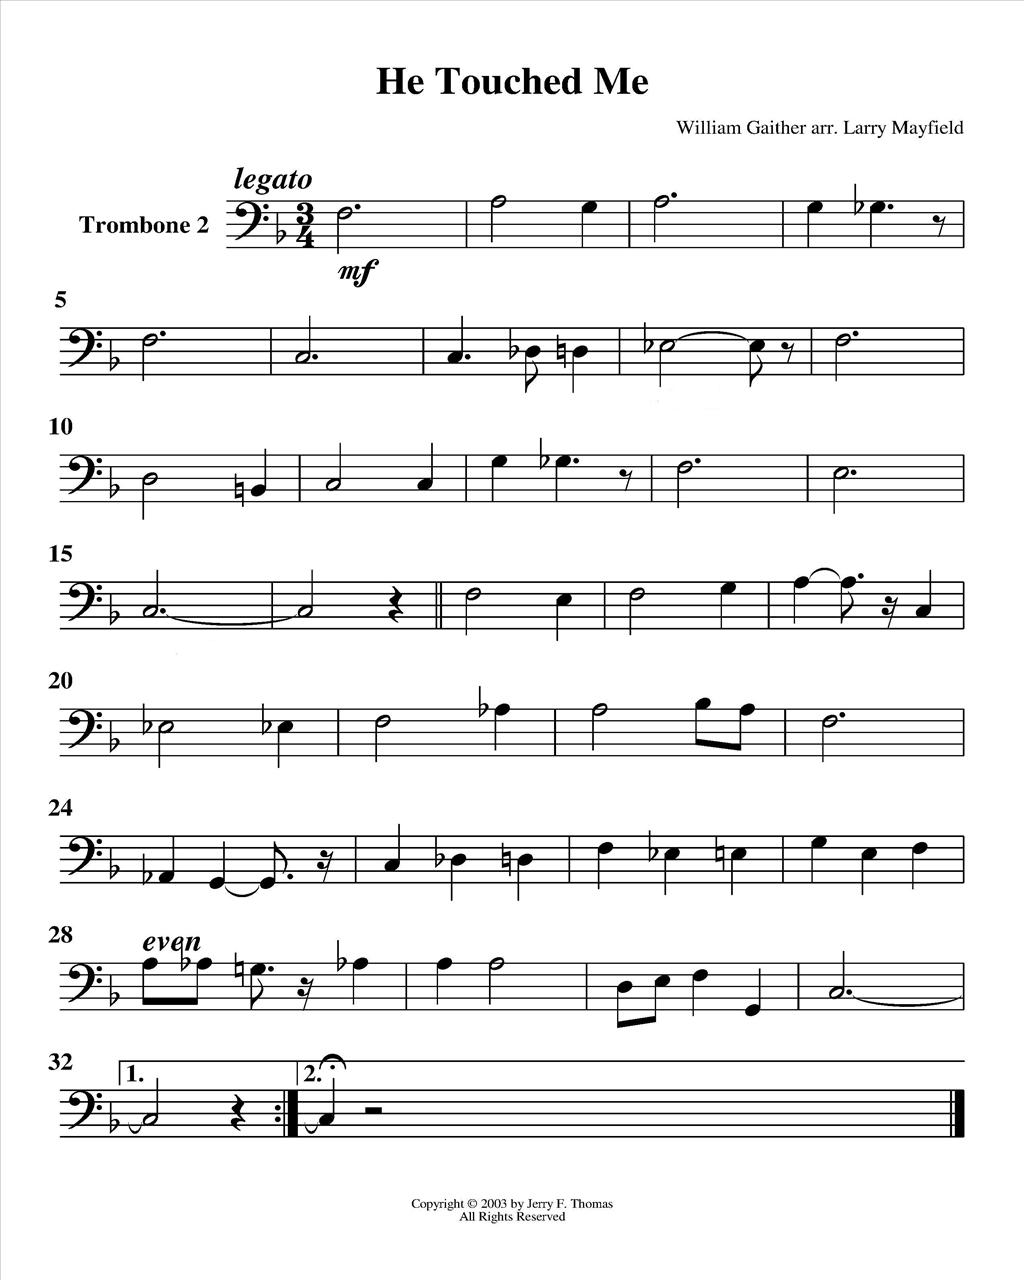 He Touched Me
William Gaither arr. Larry Mayfield
legato
Trombone 2
3
4
mf
5
10
15
20
24
28
even
32
1.
2.
Copyright © 2003 by Jerry F. Thomas
All Rights Reserved